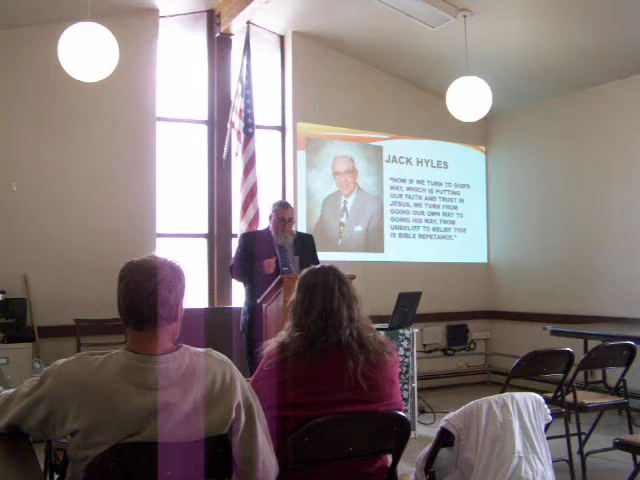 JACK HYLES
"NOW IF WE TURN TO GOD'S
WAY, WHICH IS PUTTING
OUR FAITH AND TRUST IN
JESUS, WE TURN FROM
GOING OUR OWN WAY TO
GOING HIS WAY, FROM
UNBELIEF TO BELIEF THIS
IS BIBLE REPETANCE."